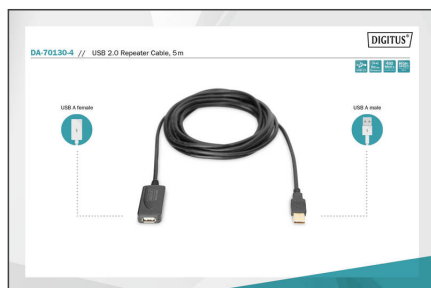 DIGITUS®
DA-70130-4 // USB 2.0 Repeater Cable, 5 m
USB A female
USB A male